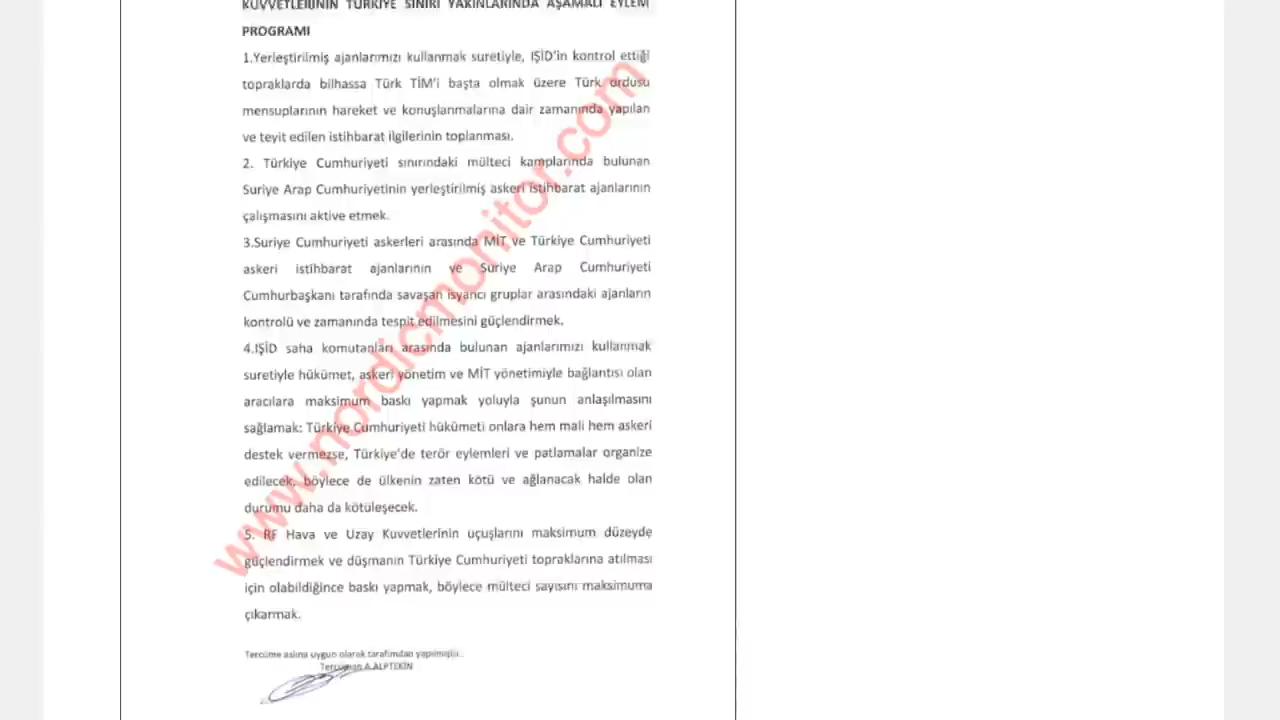 KUVVETLERİNİN TÜRKİYE SINIRI YAKINLARINDA AŞAMALI EYLEM
PROGRAMI
1.Yerleştirilmiş ajanlarımızı kullanmak suretiyle, IŞİD'in kontrol ettiği
topraklarda bilhassa Türk TİM'i başta olmak üzere Türk ordusu
mensuplarının hareket ve konuşlanmalarına dair zamanında yapılan
ve teyit edilen istihbarat ilgilerinin toplanması.
2. Türkiye Cumhuriyeti sınırındaki mülteci kamplarında bulunan
Suriye Arap Cumhuriyetinin yerleştirilmiş askeri istihbarat ajanlarının
çalışmasını aktive etmek.
3.Suriye Cumhuriyeti askerleri arasında MİT ve Türkiye Cumhuriyeti
askeri istihbarat ajanlarının ve Suriye Arap Cumhuriyeti
Cumhurbaşkanı tarafında savaşan isyancı gruplar arasındaki ajanların
kontrolü ve zamanında tespit edilmesini güçlendirmek.
4.IŞİD saha komutanları arasında bulunan ajanlarımızı kullanmak
suretiyle hükümet, askeri yönetim ve MİT yönetimiyle bağlantısı olan
aracılara maksimum baskı yapmak yoluyla şunun anlaşılmasını
sağlamak: Türkiye Cumhuriyeti hükümeti onlara hem mali hem askeri
destek vermezse, Türkiye'de terör eylemleri ve patlamalar organize
edilecek, böylece de ülkenin zaten kötü ve ağlanacak halde olan
durumu daha da kötüleşecek.
5. RF Hava ve Uzay Kuvvetlerinin uçuşlarını maksimum düzeyde
güçlendirmek ve düşmanın Türkiye Cumhuriyeti topraklarına atılması
için olabildiğince baskı yapmak, böylece mülteci sayısını maksimuma
çıkarmak.
Tercüme aslına uygun olarak tarafımdan yapılmıştır.
Tercüman A.ALPTEKİN
www.nordicmonitor.com